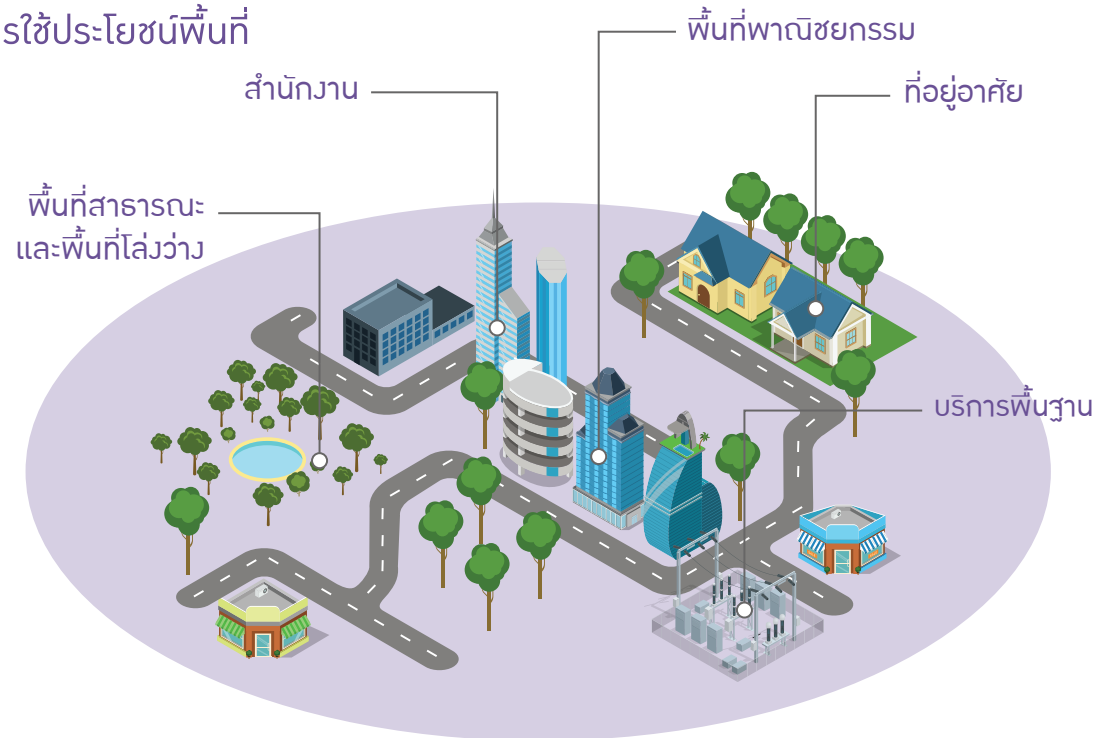 รใช้ประโยชน์พื้นที่
พื้นที่พาณิชยกรรม
สำนักงาน
ที่อยู่อาศัย
พื้นที่สาธารณะ
และพื้นที่โล่งว่าง
บริการพื้นฐาน